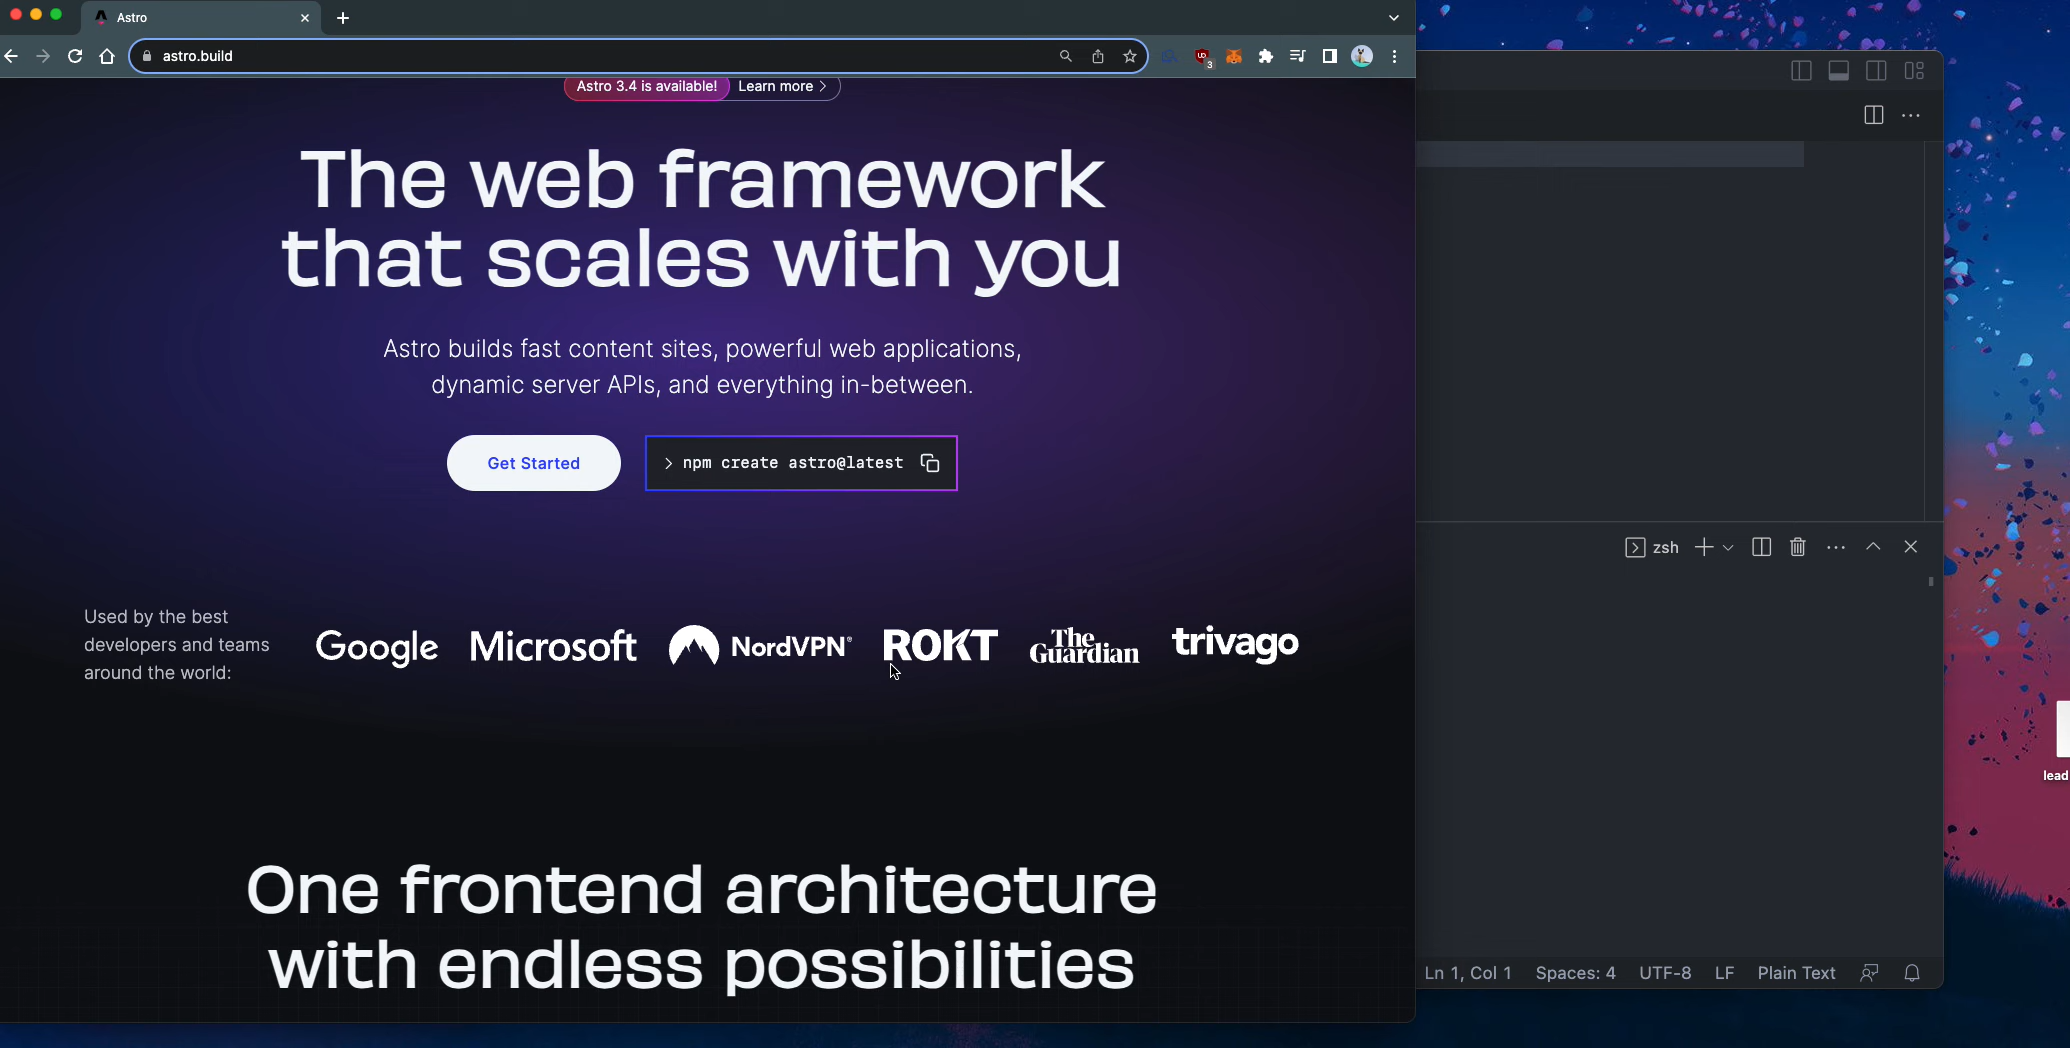 Astro
astro.build
3
Astro 3.4 is available! Learn more
The web framework
that scales with you
Astro builds fast content sites, powerful web applications,
dynamic server APIs, and everything in-between.
Get Started
> npm create astro@latest
Used by the best
developers and teams
around the world:
Google
Microsoft
NordVPN®
ROKT
The
Guardian
trivago
One frontend architecture
with endless possibilities
zsh
Ln 1, Col 1 Spaces: 4 UTF-8 LF Plain Text
lead